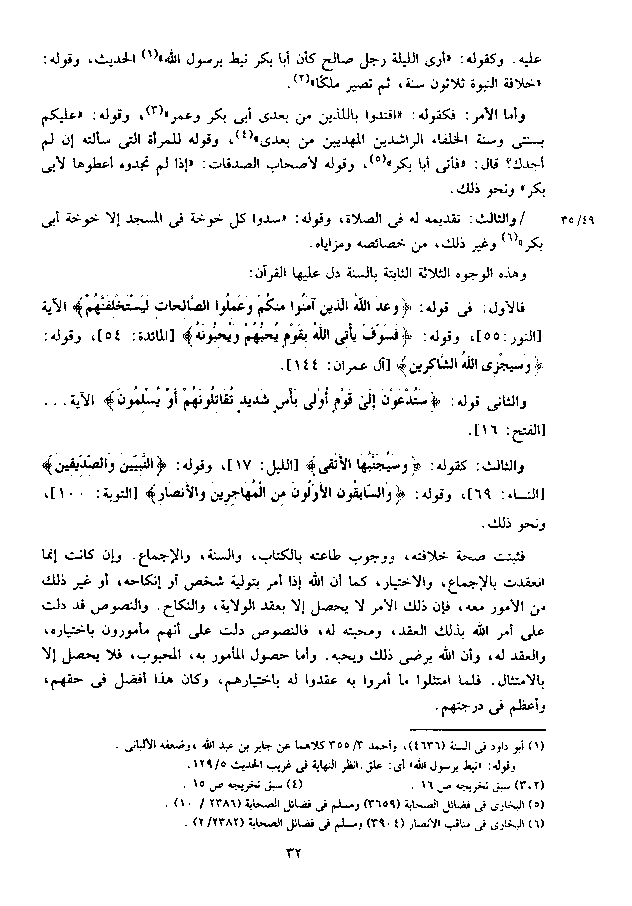 عليه. وكقوله: «أرى الليلة رجل صالح كأن أبا بكر نيط برسول الله»(١) الحديث، وقوله:
«خلافة النبوة ثلاثون سنة، ثم تصير ملكًا»(٢).
وأما الأمر: فكقوله: «اقتدوا باللذين من بعدى أبى بكر وعمر»(٣)، وقوله: «عليكم
بسنتى وسنة الخلفاء الراشدين المهديين من بعدى»(٤)، وقوله للمرأة التى سألته إن لم
أجدك؟ قال: «فأتى أبا بكر»(٥)، وقوله لأصحاب الصدقات: «إذا لم تجدوه أعطوها لأبى
بكر» ونحو ذلك.
٣٥/٤٩ / والثالث: تقديمه له فى الصلاة، وقوله: «سدوا كل خوخة فى المسجد إلا خوخة أبى
بكر»(٦) وغير ذلك، من خصائصه ومزاياه.
وهذه الوجوه الثلاثة الثابتة بالسنة دل عليها القرآن:
فالأول: فى قوله: ﴿وَعَدَ اللَّهُ الَّذِينَ آمَنُوا مِنكُمْ وَعَمِلُوا الصَّالِحَاتِ لَيَسْتَخْلِفَنَّهُمْ﴾ الآية
[النور: ٥٥]، وقوله: ﴿فَسَوْفَ يَأْتِى اللَّهُ بِقَوْمٍ يُحِبُّهُمْ وَيُحِبُّونَهُ﴾ [المائدة: ٥٤]، وقوله:
﴿وَسَيَجْزِى اللَّهُ الشَّاكِرِينَ﴾ [آل عمران: ١٤٤].
والثانى قوله: ﴿سَتُدْعَوْنَ إِلَىٰ قَوْمٍ أُولِى بَأْسٍ شَدِيدٍ تُقَاتِلُونَهُمْ أَوْ يُسْلِمُونَ﴾ الآية...
[الفتح: ١٦].
والثالث: كقوله: ﴿وَسَيُجَنَّبُهَا الأَتْقَى﴾ [الليل: ١٧]، وقوله: ﴿النَّبِيِّينَ وَالصِّدِّيقِينَ﴾
[النساء: ٦٩]، وقوله: ﴿وَالسَّابِقُونَ الأَوَّلُونَ مِنَ الْمُهَاجِرِينَ وَالأَنصَارِ﴾ [التوبة: ١٠٠]،
ونحو ذلك.
فثبتت صحة خلافته، ووجوب طاعته بالكتاب، والسنة، والإجماع. وإن كانت إنما
انعقدت بالإجماع، والاختيار، كما أن الله إذا أمر بتولية شخص أو إنكاحه، أو غير ذلك
من الأمور معه، فإن ذلك الأمر لا يحصل إلا بعقد الولاية، والنكاح. والنصوص قد دلت
على أمر الله بذلك العقد، ومحبته له، فالنصوص دلت على أنهم مأمورون باختياره،
والعقد له، وأن الله يرضى ذلك ويحبه. وأما حصول المأمور به، المحبوب، فلا يحصل إلا
بالامتثال. فلما امتثلوا ما أمروا به عقدوا له باختيارهم، وكان هذا أفضل فى حقهم،
وأعظم فى درجتهم.
(١) أبو داود فى السنة (٤٦٣٦)، وأحمد ٣/ ٣٥٥ كلاهما عن جابر بن عبد الله ، وضعفه الألبانى .
وقوله: «نيط برسول الله» أى: علق. انظر النهاية فى غريب الحديث ٥/ ١٢٩.
(٣،٢) سبق تخريجه ص ١٦ . (٤) سبق تخريجه ص ١٥ .
(٥) البخارى فى فضائل الصحابة (٣٦٥٩) ومسلم فى فضائل الصحابة (٢٣٨٦ / ١٠) .
(٦) البخارى فى مناقب الأنصار (٣٩٠٤) ومسلم فى فضائل الصحابة (٢/٢٣٨٢) .
٣٢